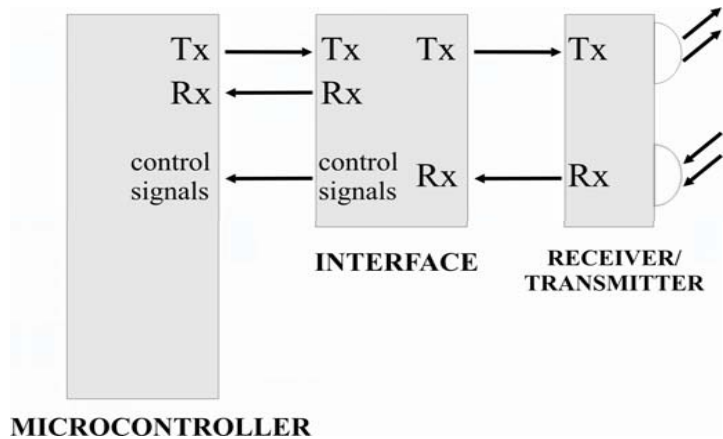 Tx
Tx
Tx
Tx
Rx
Rx
control
signals
control
signals
Rx
Rx
INTERFACE
RECEIVER/
TRANSMITTER
MICROCONTROLLER